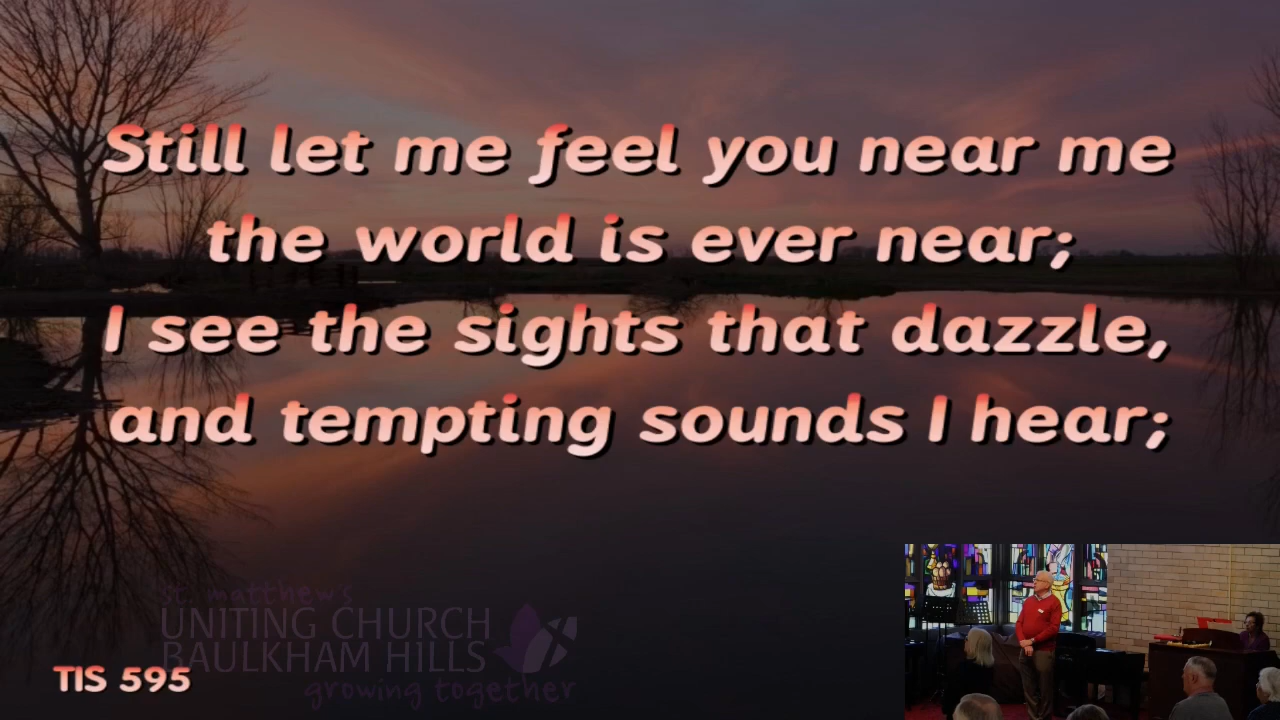 Still let me feel you near me
the world is ever near;
I see the sights that dazzle,
and tempting sounds I hear;
st. matthew's
UNITING CHURCH
BAULKHAM HILLS
growing together
TIS 595